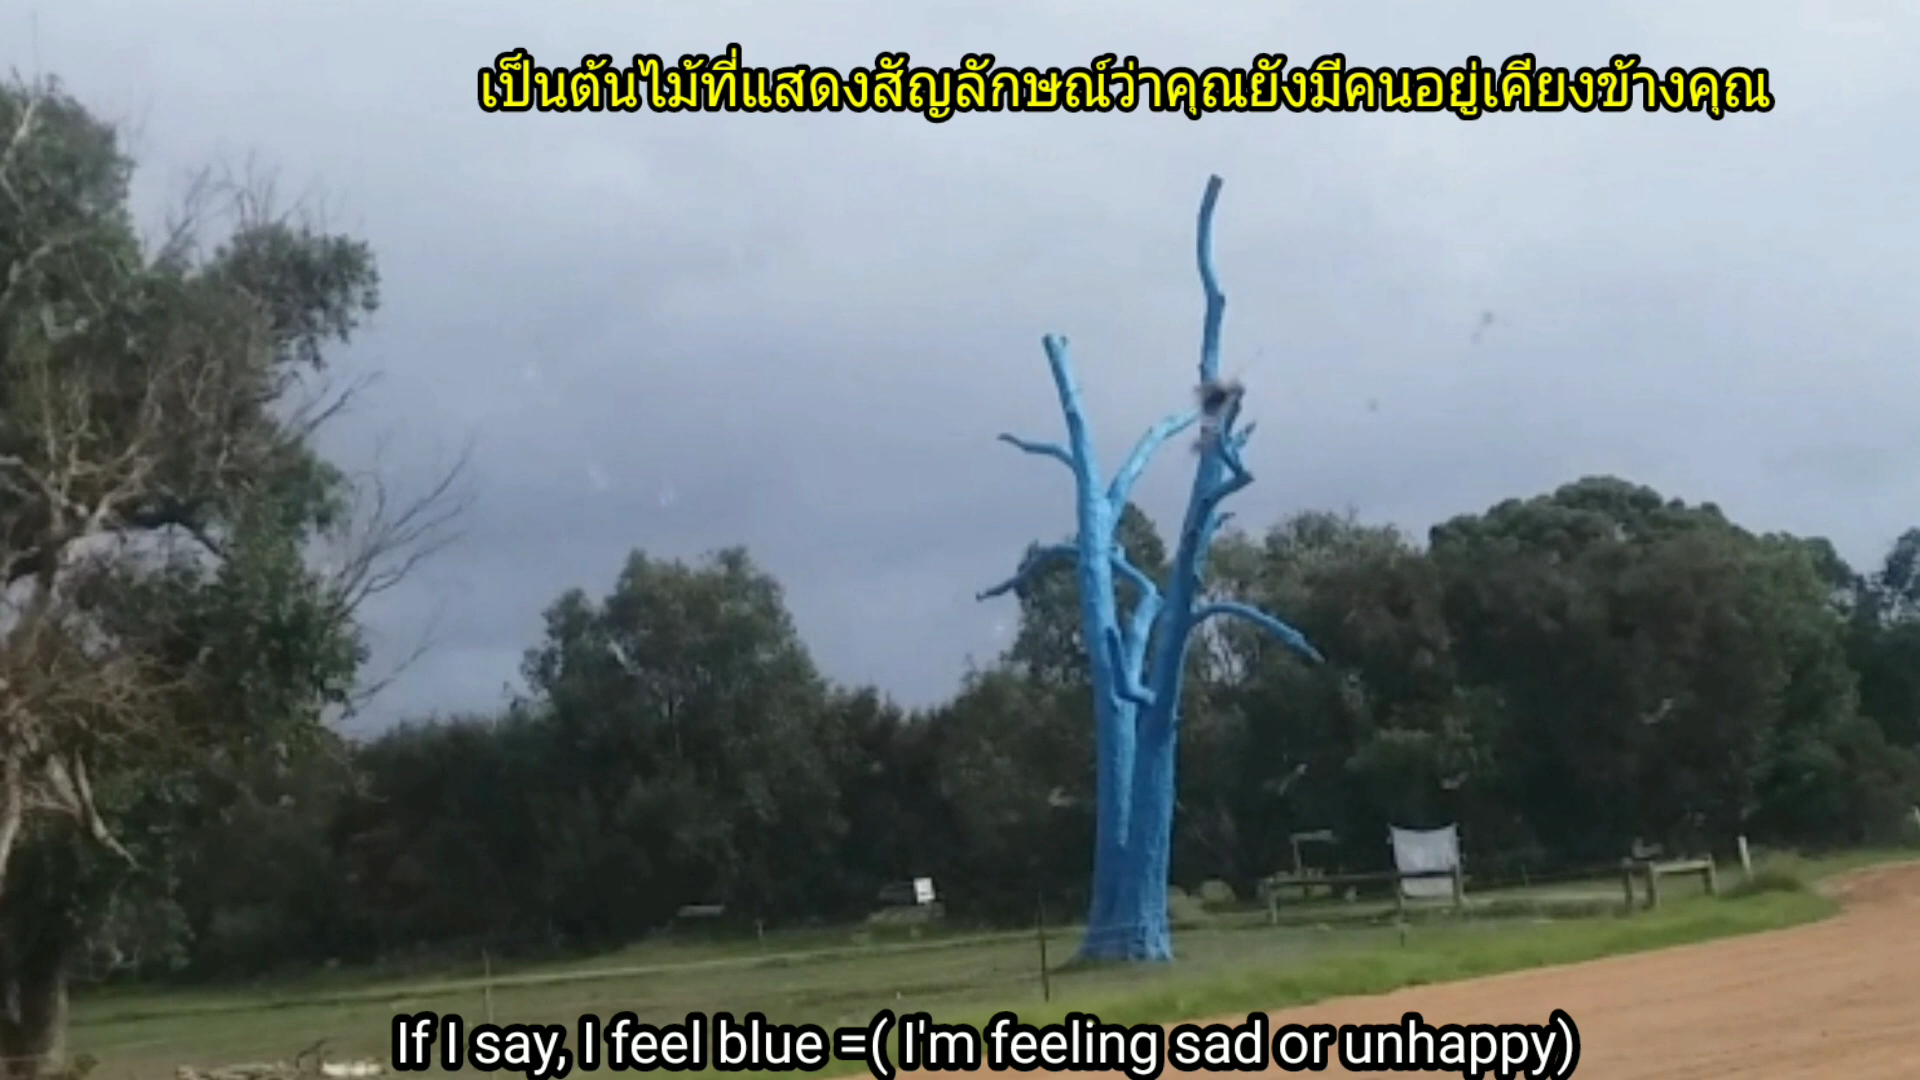 เป็นต้นไม้ที่แสดงสัญลักษณ์ว่าคุณยังมีคนอยู่เคียงข้างคุณ
If I say, I feel blue =( I'm feeling sad or unhappy)